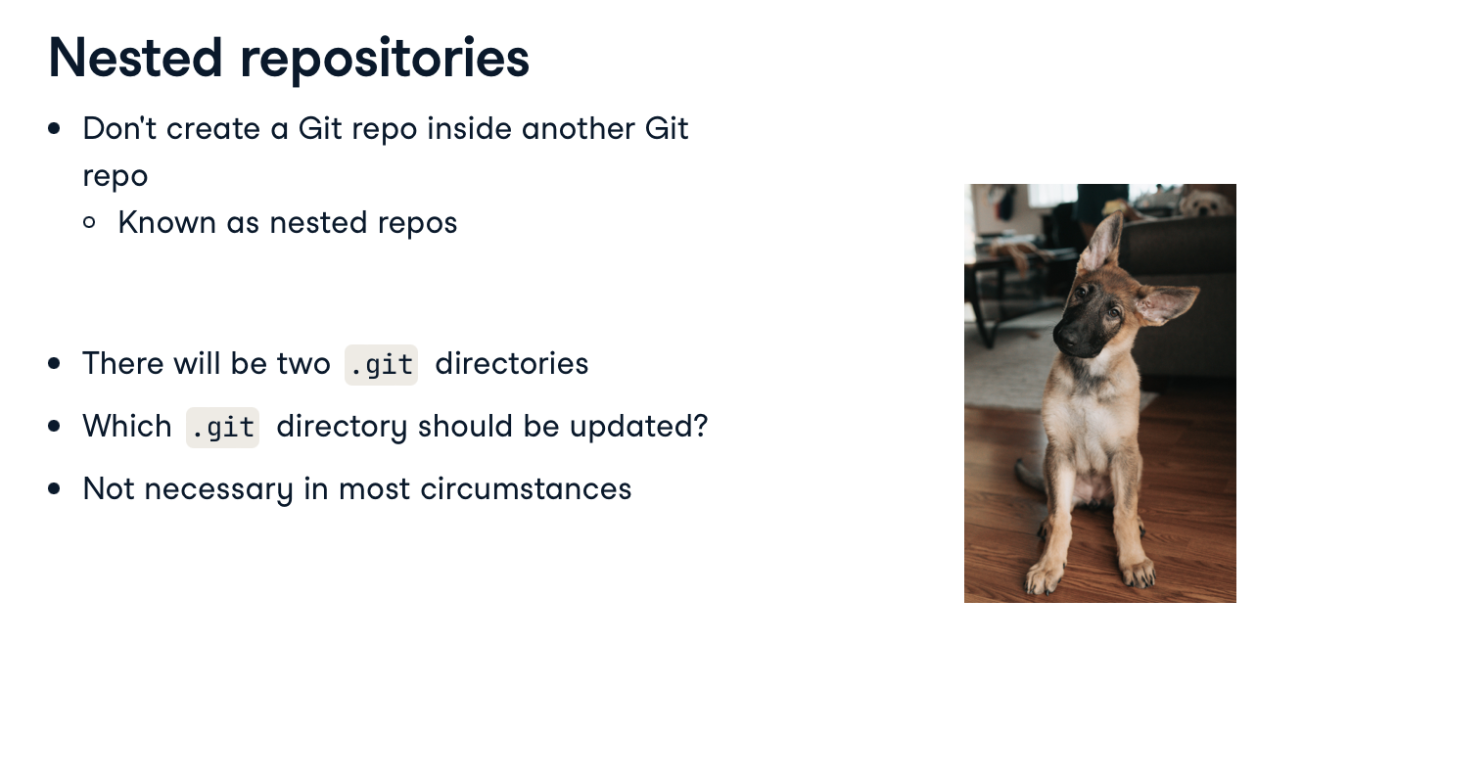 Nested repositories
Don't create a Git repo inside another Git
repo
Known as nested repos
There will be two .git directories
Which .git directory should be updated?
Not necessary in most circumstances